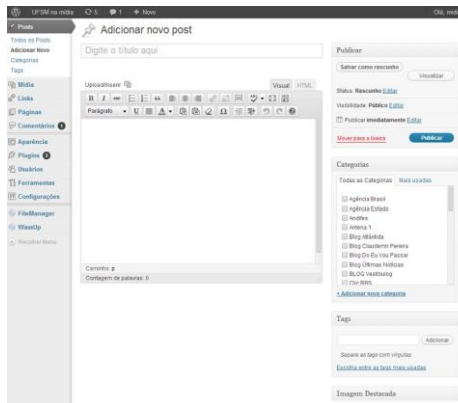 UFSM na mídia 5 1 + Novo Olá, mídi
Posts
Todos os Posts
Adicionar Novo
Categorias
Tags
Mídia
Links
Páginas
Comentários 1
Aparência
Plugins 2
Usuários
Ferramentas
Configurações
FileManager
WassUp
Recolher Menu
Adicionar novo post
Digite o título aqui
Upload/Inserir
Visual HTML
Parágrafo
Caminho: p
Contagem de palavras: 0
Publicar
Salvar como rascunho
Visualizar
Status: Rascunho Editar
Visibilidade: Público Editar
Publicar imediatamente Editar
Mover para a lixeira Publicar
Categorias
Todas as Categorias Mais usadas
Agência Brasil
Agência Estado
Andifes
Antena 1
Blog Atlântida
Blog Claudemir Pereira
Blog Do Eu Vou Passar
Blog Últimas Notícias
BLOG Vestibulog
+ Adicionar nova categoria
Tags
Adicionar
Separe as tags com vírgulas
Escolha entre as tags mais usadas
Imagem Destacada